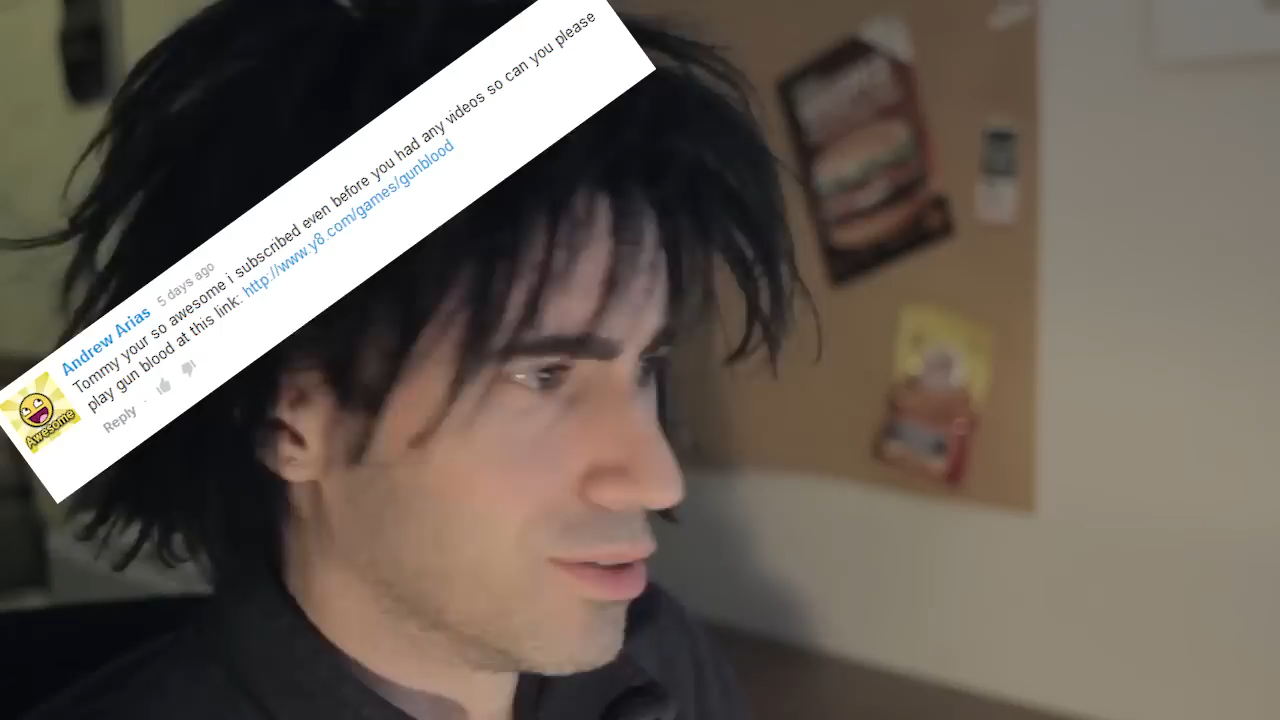 Andrew Arias 5 days ago
Tommy your so awesome i subscribed even before you had any videos so can you please
play gun blood at this link: http://www.y8.com/games/gunblood
Reply
Awesome